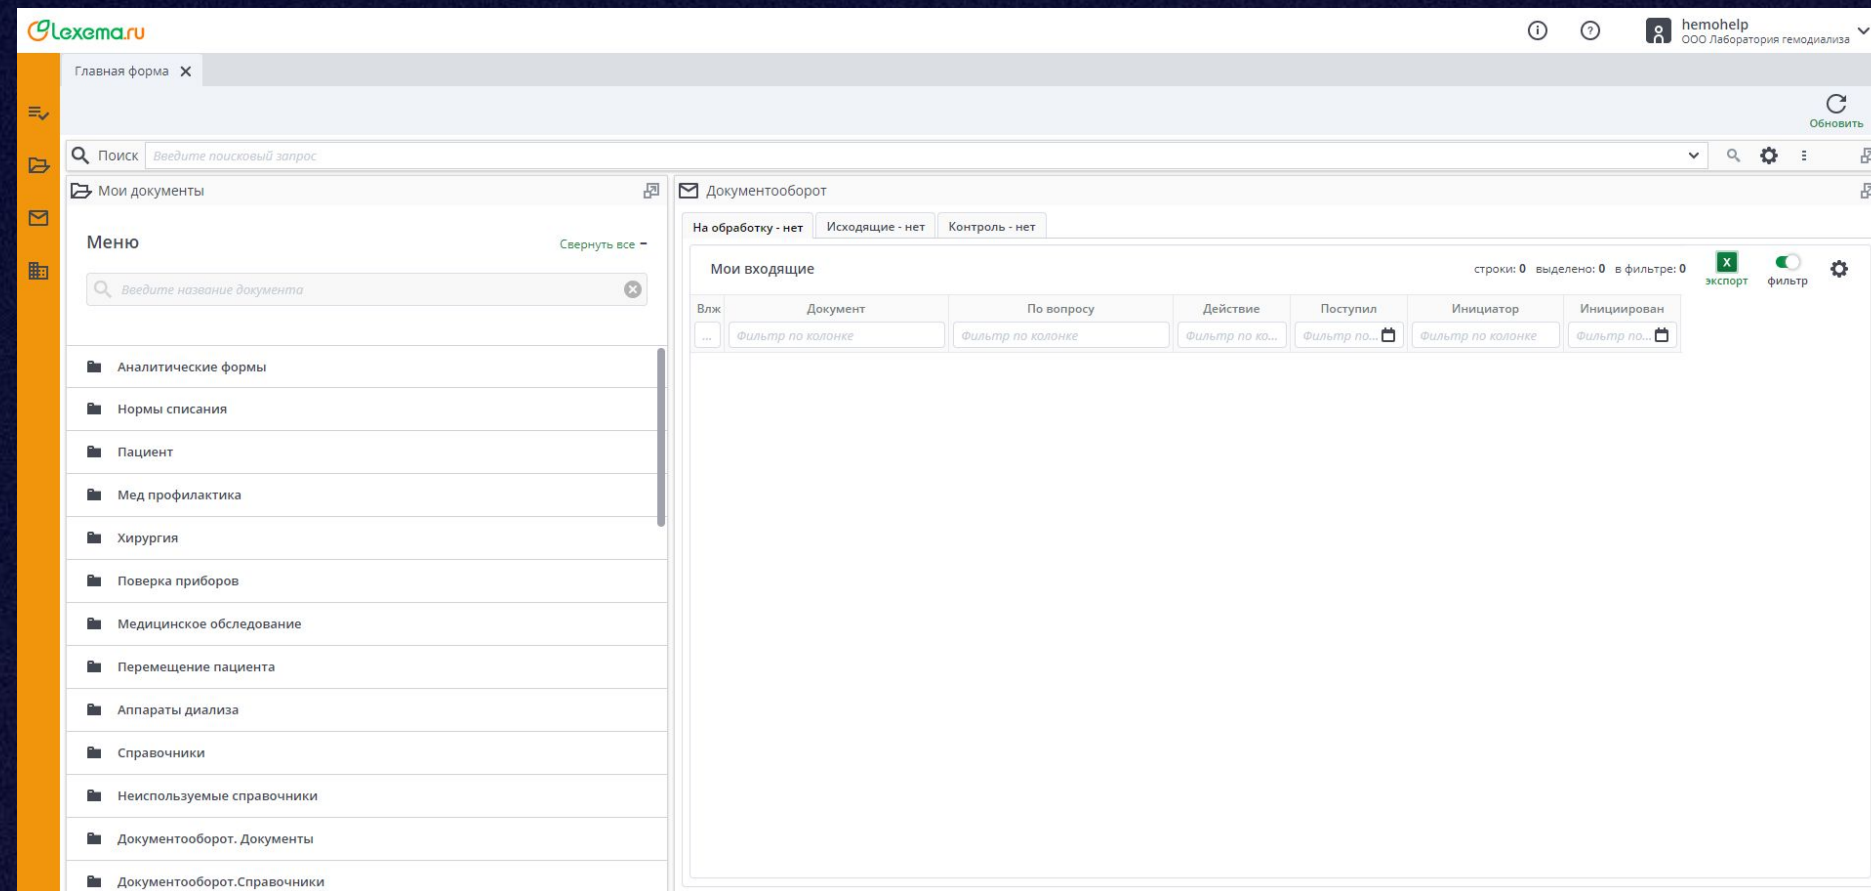 Lexema.ru
hemohelp
ООО Лаборатория гемодиализа
Главная форма
Обновить
Поиск Введите поисковый запрос
Мои документы
Меню
Свернуть все
Введите название документа
Аналитические формы
Нормы списания
Пациент
Мед профилактика
Хирургия
Поверка приборов
Медицинское обследование
Перемещение пациента
Аппараты диализа
Справочники
Неиспользуемые справочники
Документооборот. Документы
Документооборот.Справочники
Документооборот
На обработку - нет Исходящие - нет Контроль - нет
Мои входящие
строки: 0 выделено: 0 в фильтре: 0
X
экспорт фильтр
Влж Документ По вопросу Действие Поступил Инициатор Инициирован
... Фильтр по колонке Фильтр по колонке Фильтр по ко... Фильтр по... Фильтр по колонке Фильтр по...